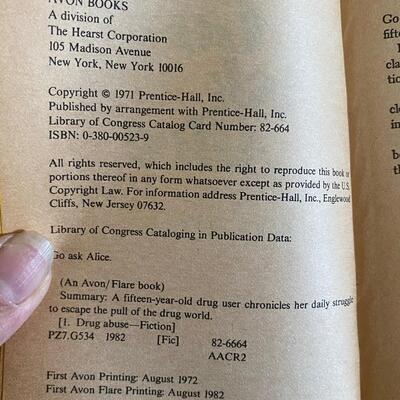 AVON BOOKS
A division of
The Hearst Corporation
105 Madison Avenue
New York, New York 10016
Copyright © 1971 Prentice-Hall, Inc.
Published by arrangement with Prentice-Hall, Inc.
Library of Congress Catalog Card Number: 82-664
ISBN: 0-380-00523-9
All rights reserved, which includes the right to reproduce this book or
portions thereof in any form whatsoever except as provided by the U.S.
Copyright Law. For information address Prentice-Hall, Inc., Englewood
Cliffs, New Jersey 07632.
Library of Congress Cataloging in Publication Data:
Go ask Alice.
(An Avon/Flare book)
Summary: A fifteen-year-old drug user chronicles her daily struggle
to escape the pull of the drug world.
[1. Drug abuse—Fiction]
PZ7.G534 1982 [Fic] 82-6664
AACR2
First Avon Printing: August 1972
First Avon Flare Printing: August 1982
Go
fifte
cla
tio
in
b
th